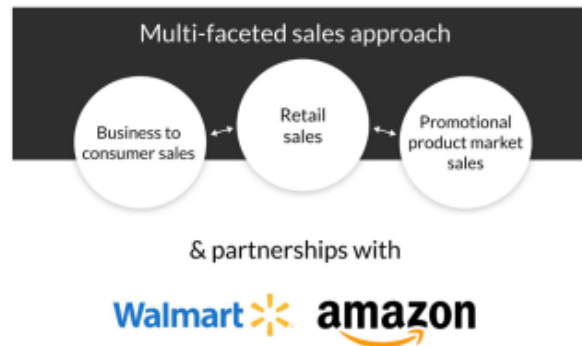 Multi-faceted sales approach
Business to
consumer sales
Retail
sales
Promotional
product market
sales
& partnerships with
Walmart
amazon